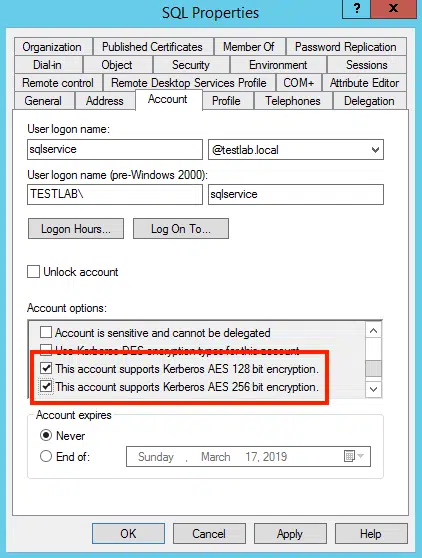 SQL Properties
? x
Organization Published Certificates Member Of Password Replication
Dial-in Object Security Environment Sessions
Remote control Remote Desktop Services Profile COM+ Attribute Editor
General Address Account Profile Telephones Delegation
User logon name:
sqlservice @testlab.local
User logon name (pre-Windows 2000):
TESTLAB\ sqlservice
Logon Hours... Log On To...
Unlock account
Account options:
Account is sensitive and cannot be delegated
Use Kerberos DES encryption types for this account
This account supports Kerberos AES 128 bit encryption.
This account supports Kerberos AES 256 bit encryption.
Account expires
Never
End of: Sunday , March 17, 2019
OK Cancel Apply Help